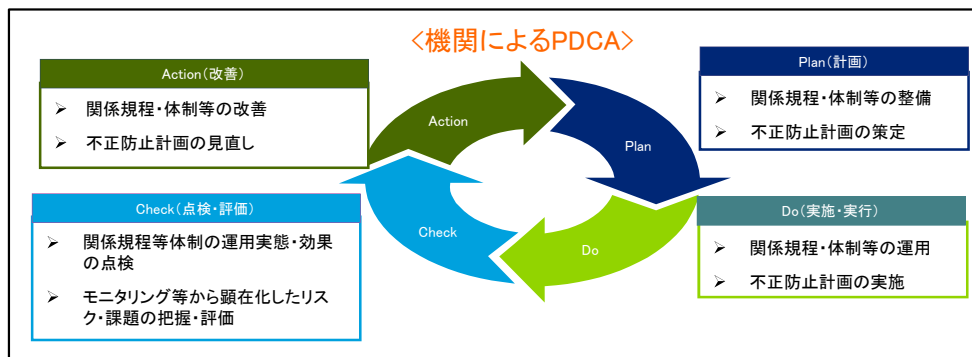 <機関によるPDCA>
Action(改善)
➢ 関係規程・体制等の改善
➢ 不正防止計画の見直し
Plan(計画)
➢ 関係規程・体制等の整備
➢ 不正防止計画の策定
Action
Plan
Check
Do
Check(点検・評価)
➢ 関係規程等体制の運用実態・効果
の点検
➢ モニタリング等から顕在化したリス
ク・課題の把握・評価
Do(実施・実行)
➢ 関係規程・体制等の運用
➢ 不正防止計画の実施